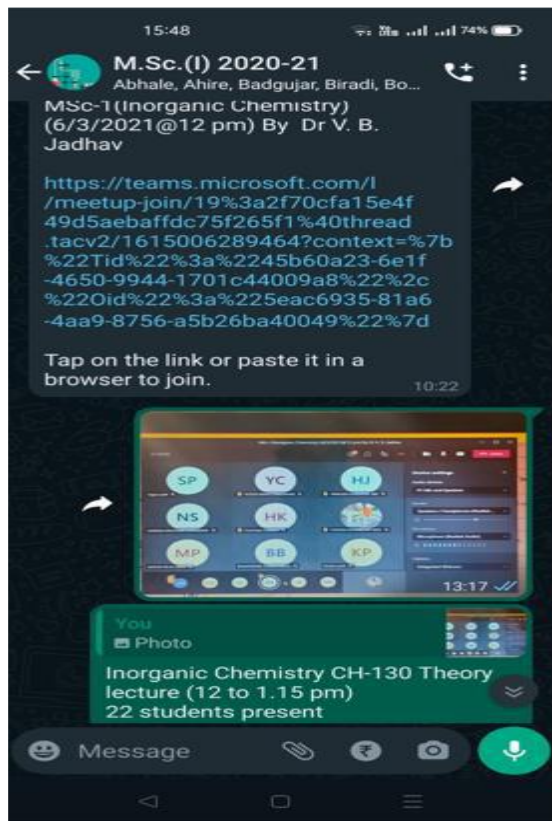 15:48
74%
M.Sc.(I) 2020-21
Abhale, Ahire, Badgujar, Biradi, Bo...
MSc-1(Inorganic Chemistry)
(6/3/2021@12 pm) By Dr V. B.
Jadhav
https://teams.microsoft.com/l
/meetup-join/19%3a2f70cfa15e4f
49d5aebaffdc75f265f1%40thread
.tacv2/1615006289464?context=%7b
%22Tid%22%3a%2245b60a23-6e1f
-4650-9944-1701c44009a8%22%2c
%22Oid%22%3a%225eac6935-81a6
-4aa9-8756-a5b26ba40049%22%7d
Tap on the link or paste it in a
browser to join.
10:22
SP YC HJ
NS HK
MP BB KP
13:17
You
Photo
Inorganic Chemistry CH-130 Theory
lecture (12 to 1.15 pm)
22 students present
Message